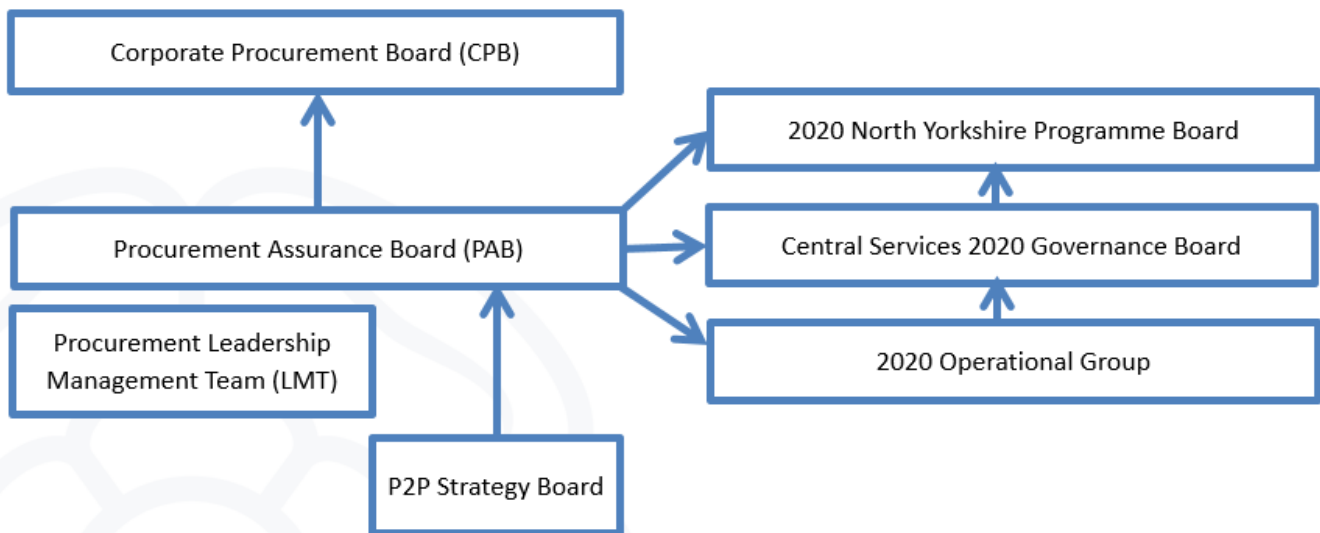 Corporate Procurement Board (CPB)
2020 North Yorkshire Programme Board
Procurement Assurance Board (PAB)
Central Services 2020 Governance Board
Procurement Leadership
Management Team (LMT)
2020 Operational Group
P2P Strategy Board